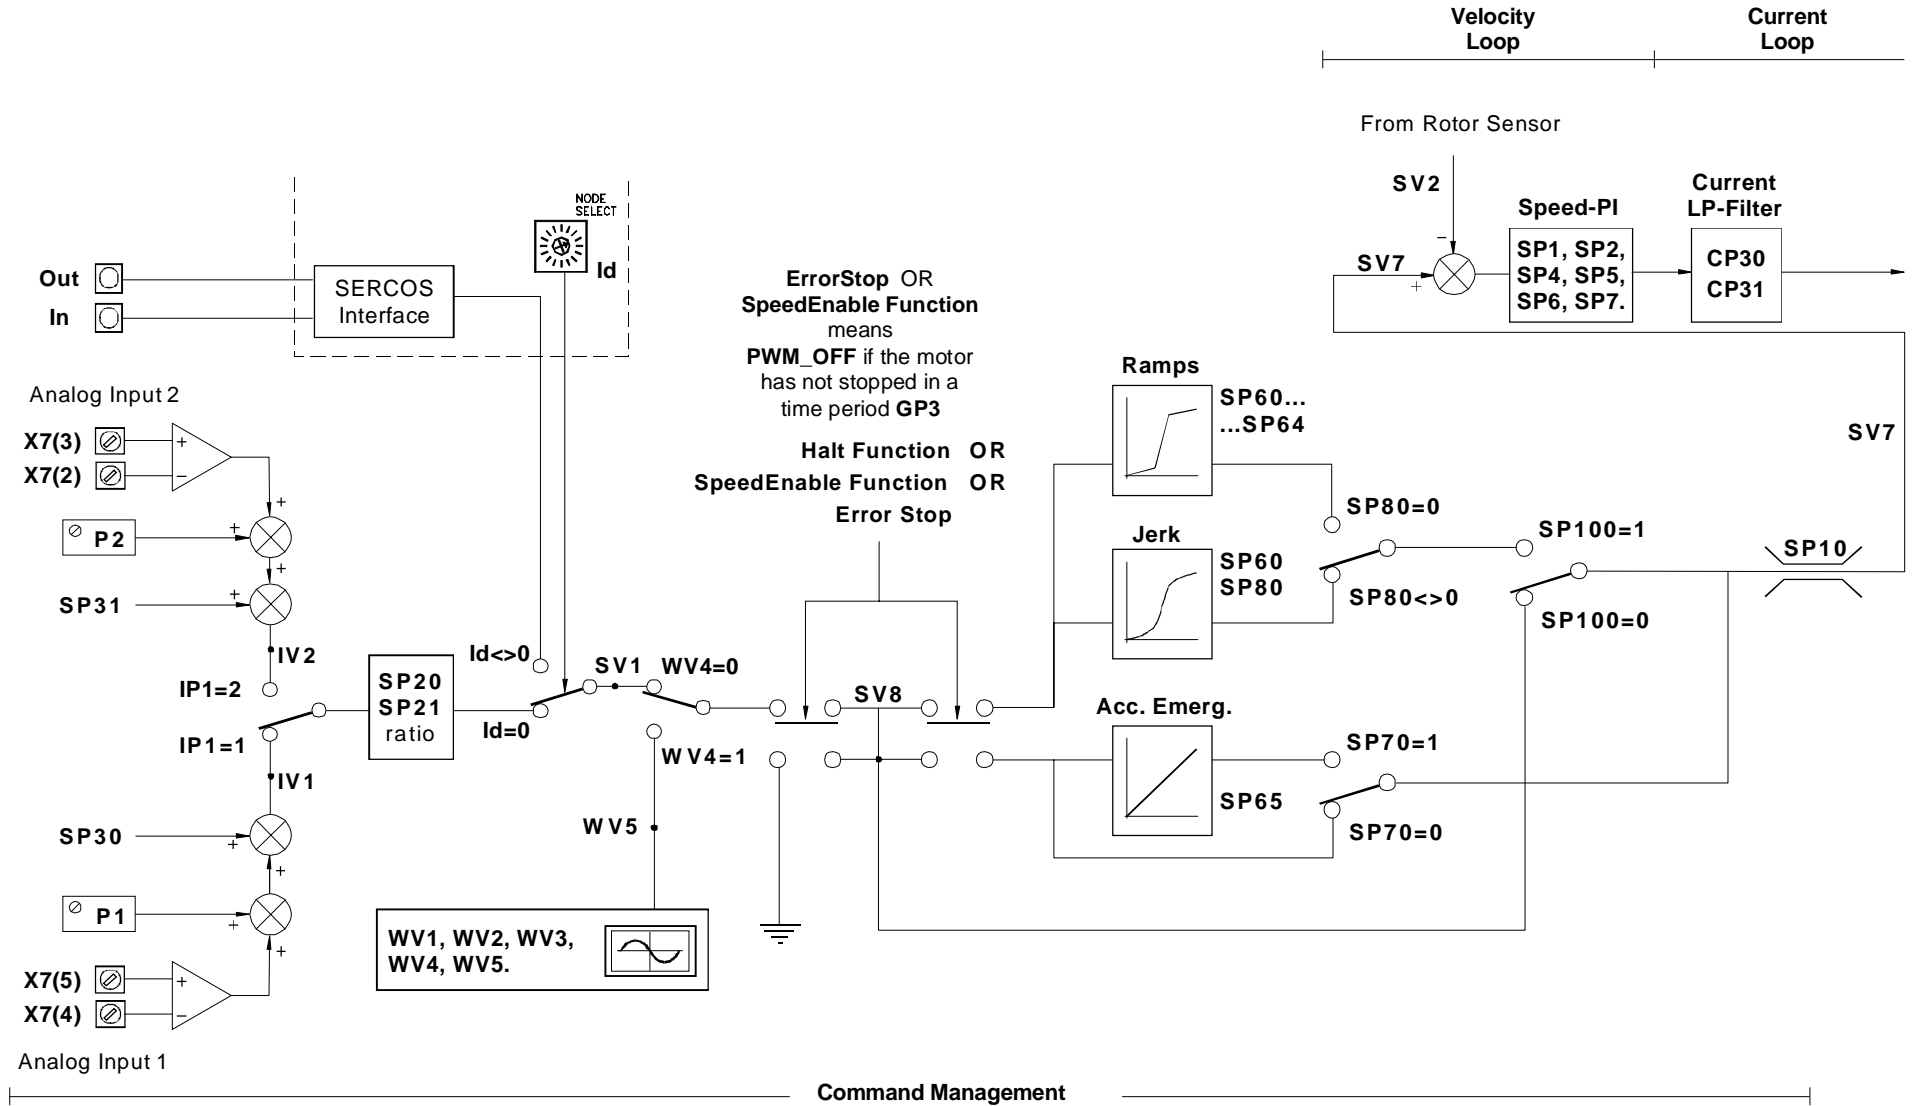 Velocity
Loop
Current
Loop
From Rotor Sensor
SV2
Speed-PI
Current
LP-Filter
SV7
−
+
SP1, SP2,
SP4, SP5,
SP6, SP7.
CP30
CP31
NODE
SELECT
Id
Out
In
SERCOS
Interface
ErrorStop OR
SpeedEnable Function
means
PWM_OFF if the motor
has not stopped in a
time period GP3
Halt Function OR
SpeedEnable Function OR
Error Stop
Analog Input 2
X7(3)
+
X7(2)
−
+
P2
+
+
SP31
+
IV2
IP1=2
IP1=1
IV1
SP30
+
+
P1
+
+
X7(5)
+
X7(4)
−
Analog Input 1
SP20
SP21
ratio
Id<>0
Id=0
SV1
WV4=0
WV4=1
WV5
WV1, WV2, WV3,
WV4, WV5.
SV8
Ramps
SP60...
...SP64
Jerk
SP60
SP80
Acc. Emerg.
SP65
SP80=0
SP80<>0
SP70=1
SP70=0
SP100=1
SP100=0
SP10
SV7
Command Management